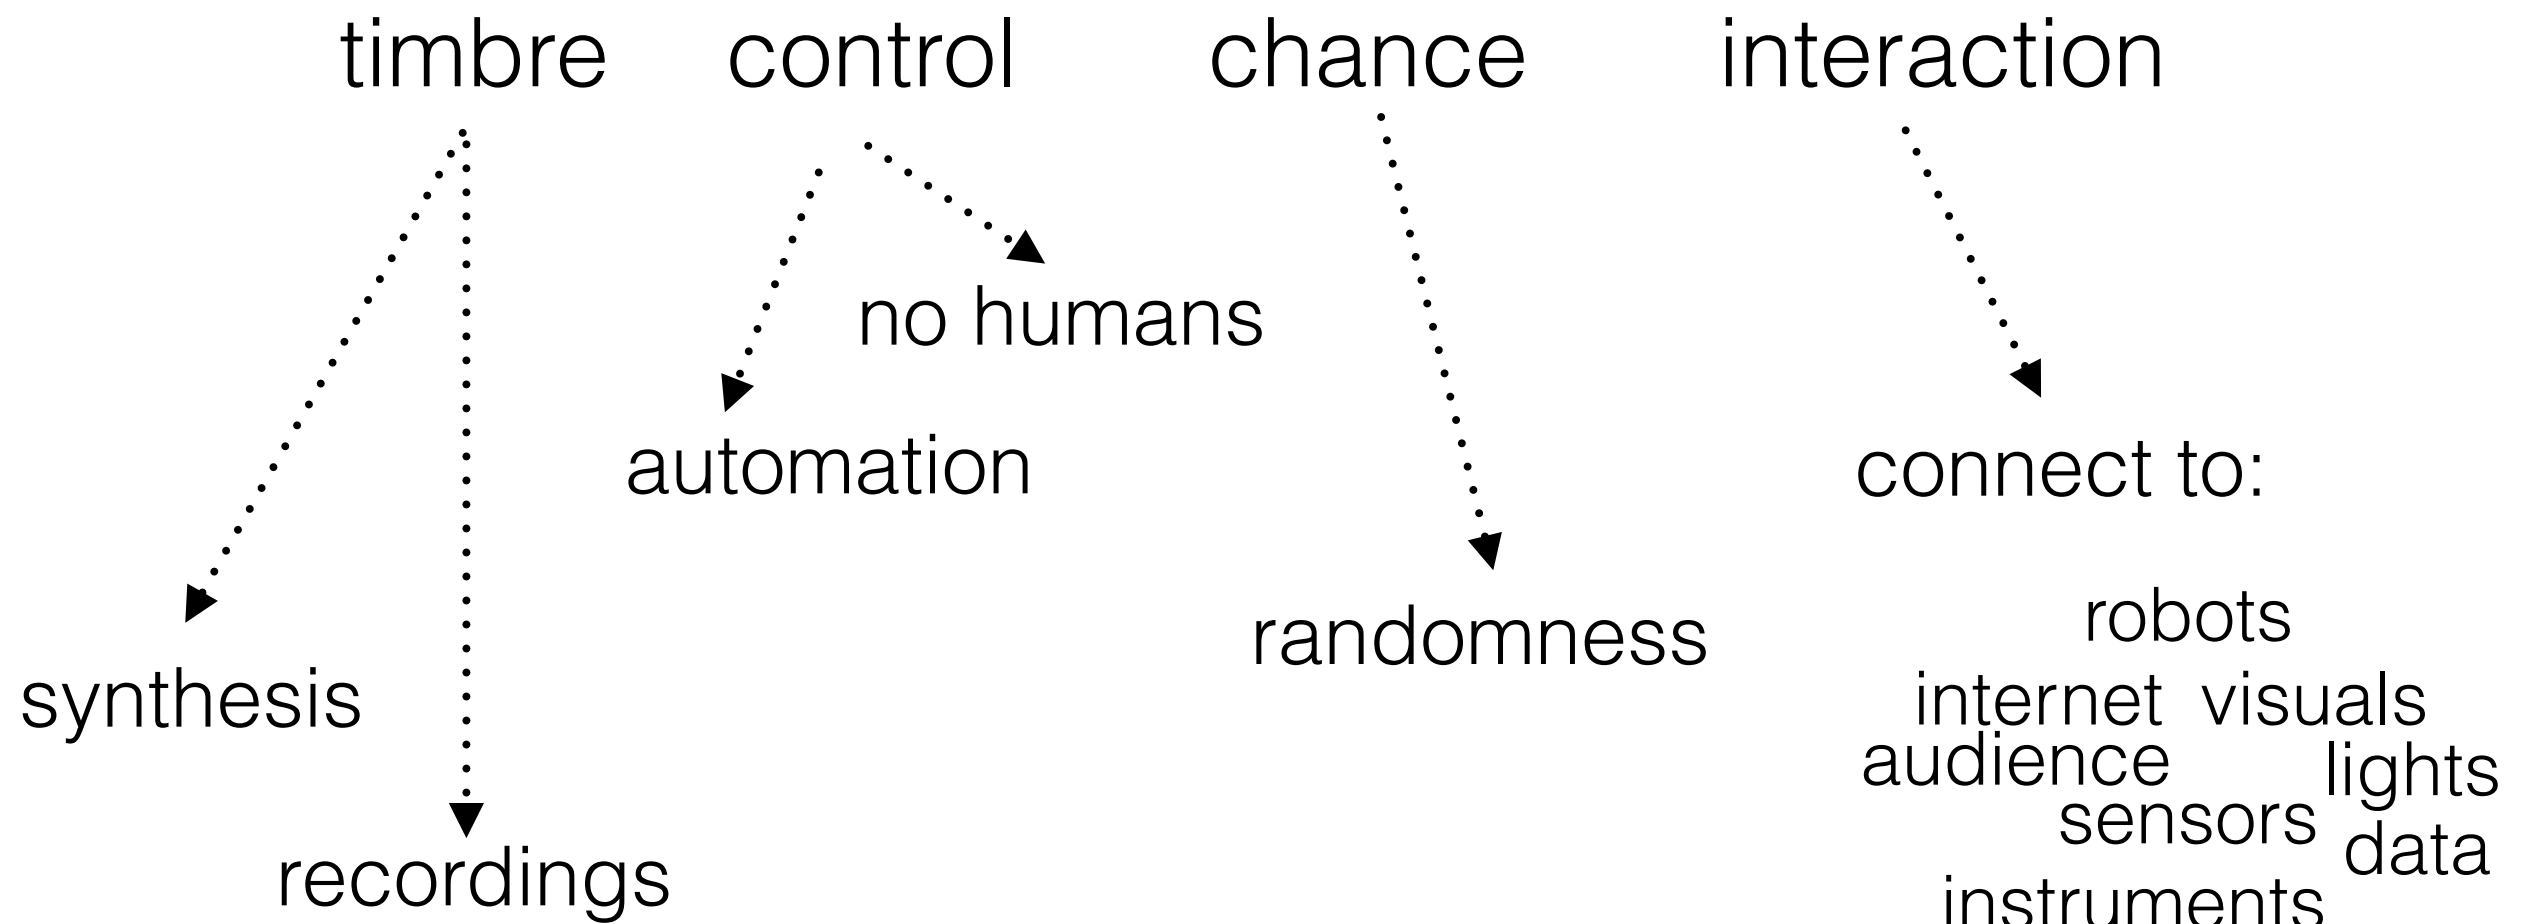 timbre control chance interaction
no humans
automation
connect to:
randomness
robots
synthesis
internet visuals
audience
lights
sensors
data
recordings
instruments